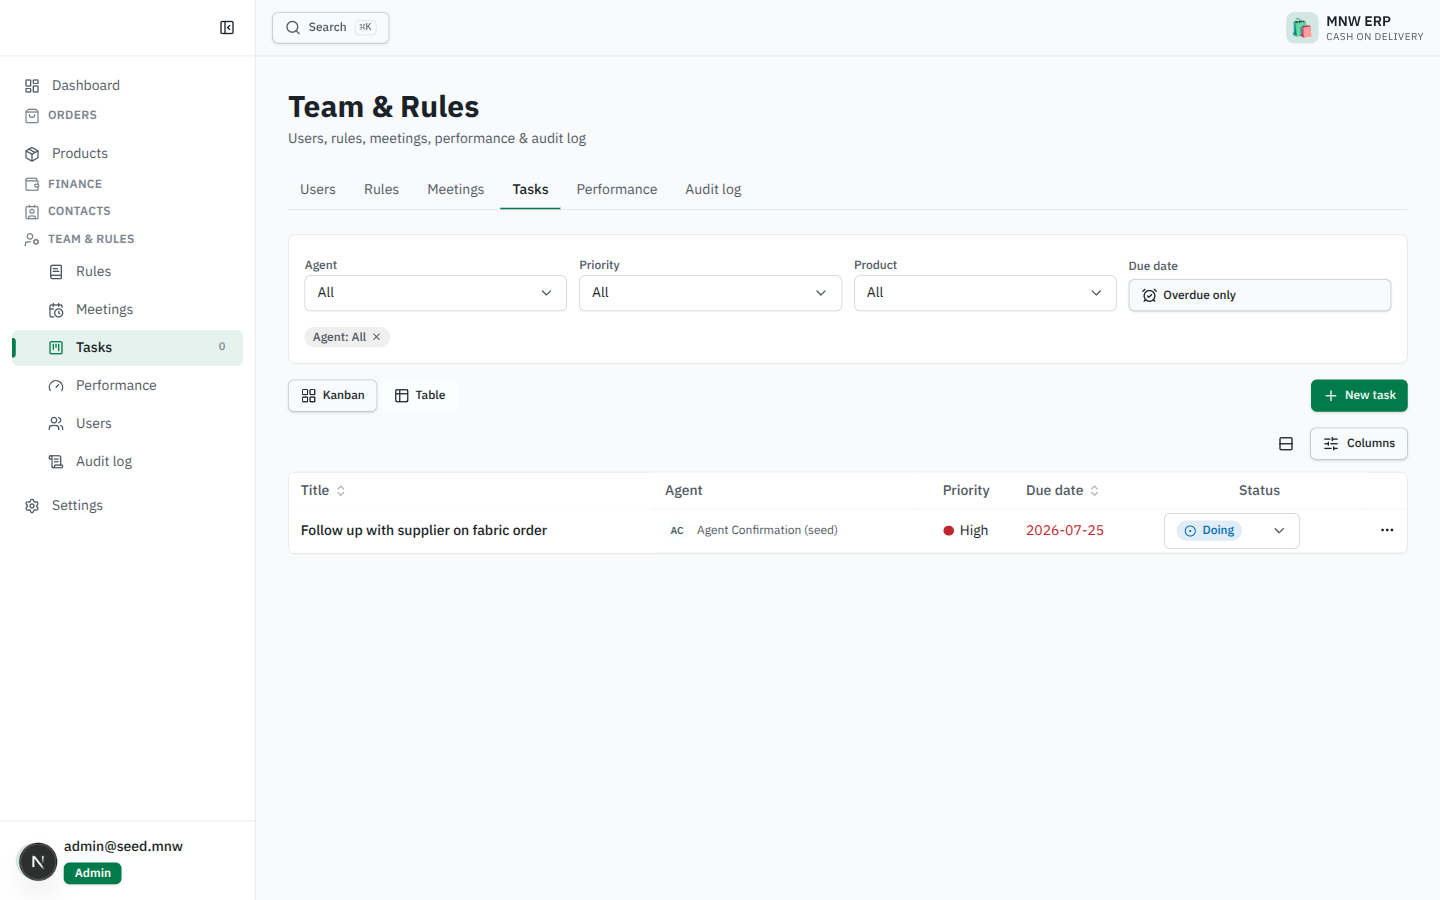 Search ⌘K
MNW ERP
CASH ON DELIVERY
Dashboard
ORDERS
Products
FINANCE
CONTACTS
TEAM & RULES
Rules
Meetings
Tasks 0
Performance
Users
Audit log
Settings
admin@seed.mnw
Admin
N
Team & Rules
Users, rules, meetings, performance & audit log
Users Rules Meetings Tasks Performance Audit log
Agent Priority Product Due date
All All All Overdue only
Agent: All ×
Kanban Table New task
Columns
Title Agent Priority Due date Status
Follow up with supplier on fabric order AC Agent Confirmation (seed) High 2026-07-25 Doing